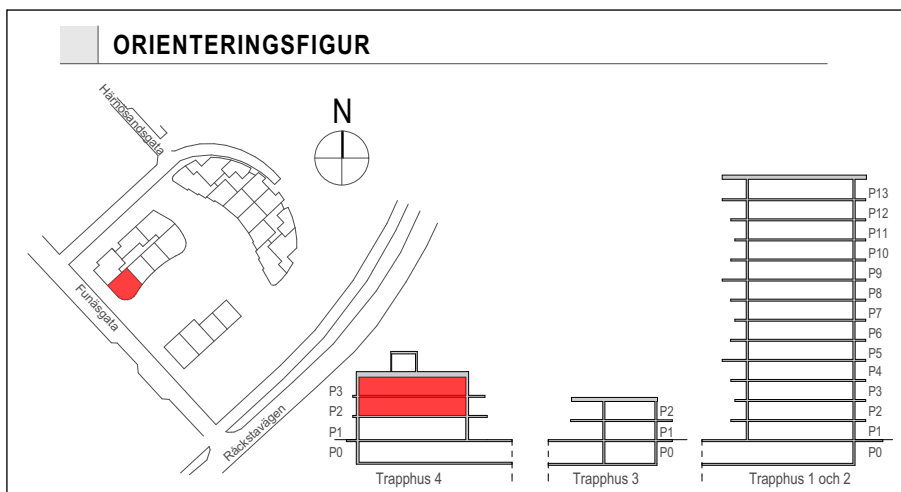 ORIENTERINGSFIGUR
Härnösandsgata
N
Funäsgata
Råckstavägen
P3
P2
P1
P0
Trapphus 4
P2
P1
P0
Trapphus 3
P13
P12
P11
P10
P9
P8
P7
P6
P5
P4
P3
P2
P1
P0
Trapphus 1 och 2